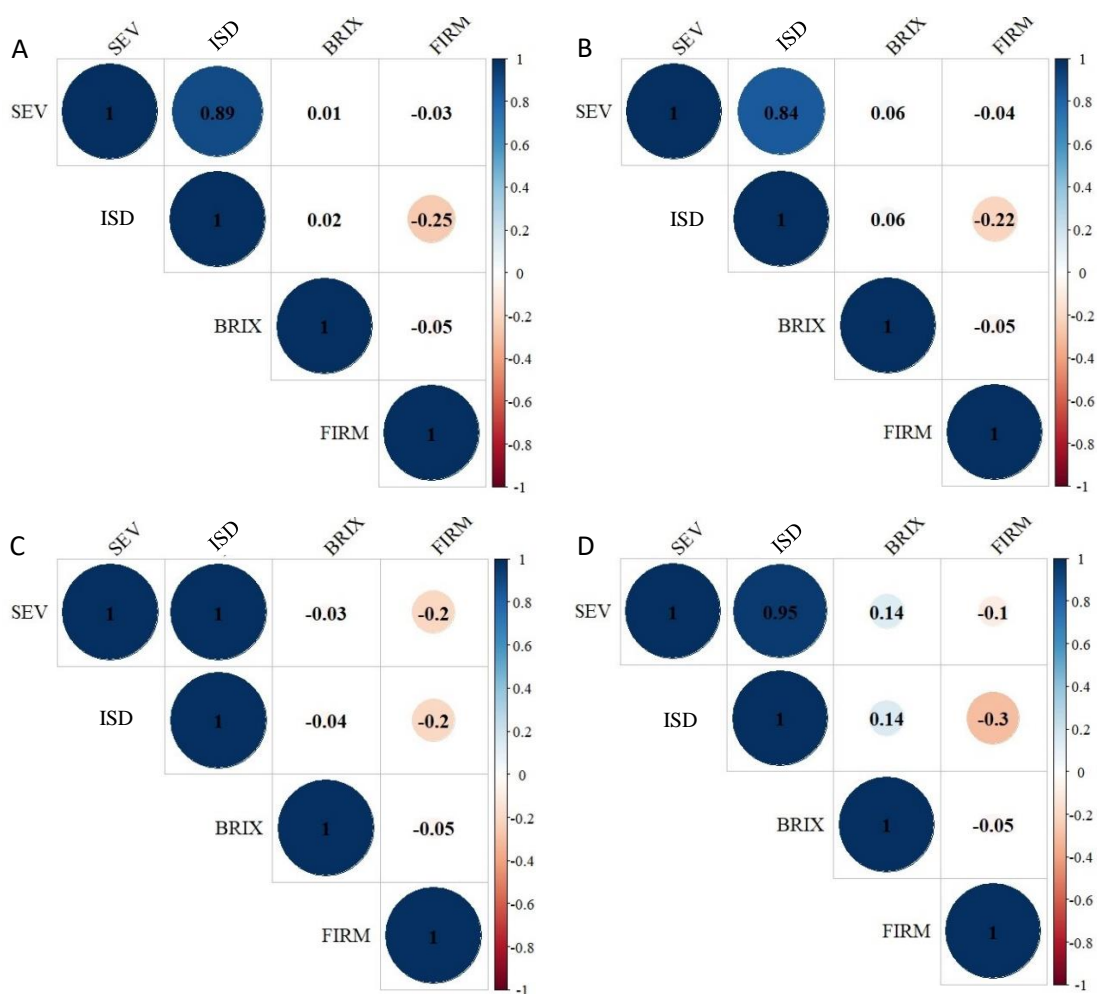 A SEV ISD BRIX FIRM
SEV 1 0.89 0.01 -0.03
ISD 1 0.02 -0.25
BRIX 1 -0.05
FIRM 1
1
0.8
0.6
0.4
0.2
0
-0.2
-0.4
-0.6
-0.8
-1
B SEV ISD BRIX FIRM
SEV 1 0.84 0.06 -0.04
ISD 1 0.06 -0.22
BRIX 1 -0.05
FIRM 1
1
0.8
0.6
0.4
0.2
0
-0.2
-0.4
-0.6
-0.8
-1
C SEV ISD BRIX FIRM
SEV 1 1 -0.03 -0.2
ISD 1 -0.04 -0.2
BRIX 1 -0.05
FIRM 1
1
0.8
0.6
0.4
0.2
0
-0.2
-0.4
-0.6
-0.8
-1
D SEV ISD BRIX FIRM
SEV 1 0.95 0.14 -0.1
ISD 1 0.14 -0.3
BRIX 1 -0.05
FIRM 1
1
0.8
0.6
0.4
0.2
0
-0.2
-0.4
-0.6
-0.8
-1